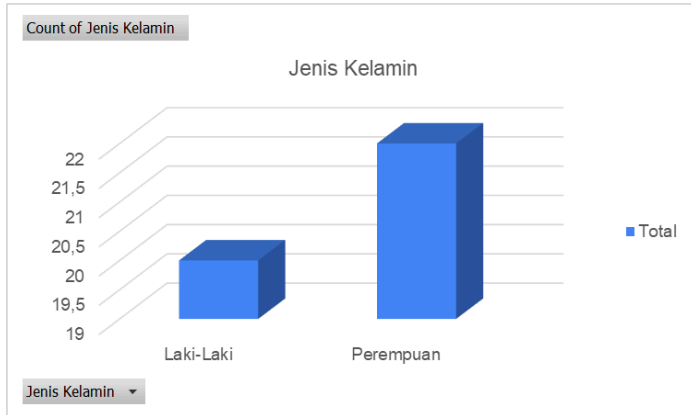 Count of Jenis Kelamin
Jenis Kelamin
22
21,5
21
20,5
20
19,5
19
Laki-Laki
Perempuan
Total
Jenis Kelamin